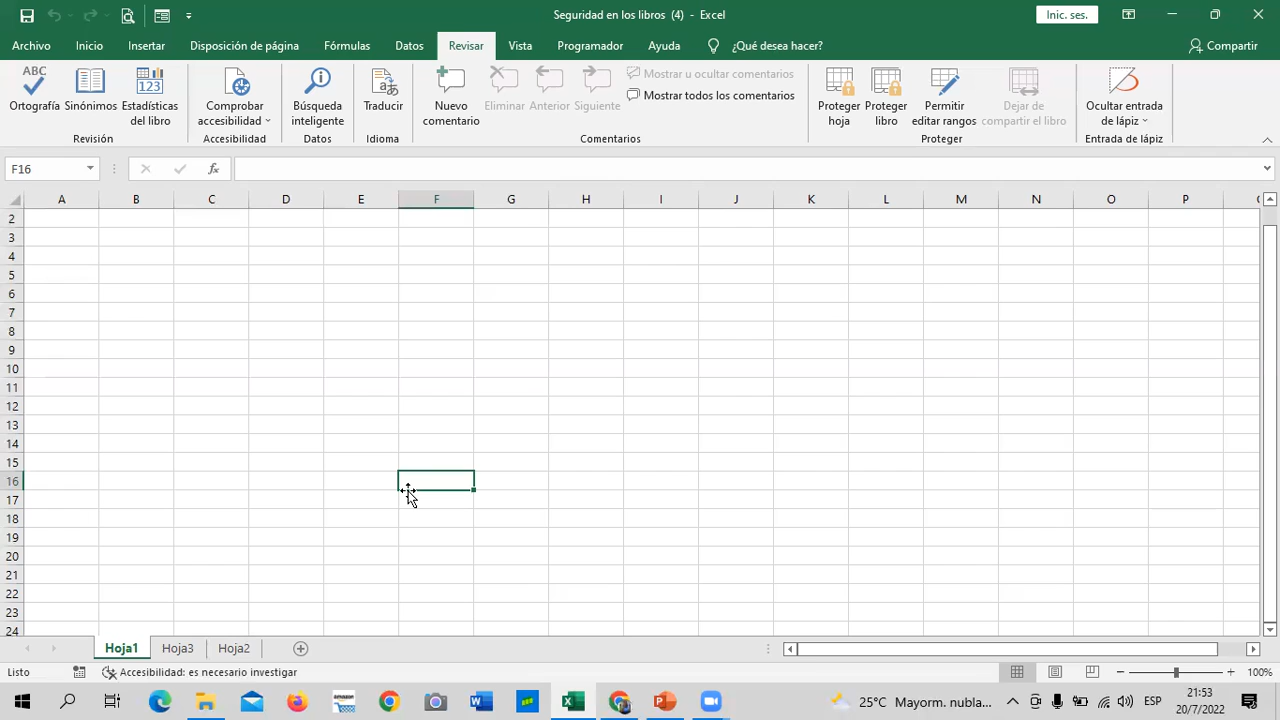 Seguridad en los libros (4) - Excel
Inic. ses.
Archivo Inicio Insertar Disposición de página Fórmulas Datos Revisar Vista Programador Ayuda ¿Qué desea hacer? Compartir
ABC
Ortografía
Sinónimos
123
Estadísticas
del libro
Revisión
Comprobar
accesibilidad
Accesibilidad
Búsqueda
inteligente
Datos
Traducir
Idioma
Nuevo
comentario
Eliminar Anterior Siguiente
Mostrar u ocultar comentarios
Mostrar todos los comentarios
Comentarios
Proteger
hoja
Proteger
libro
Permitir
editar rangos
Dejar de
compartir el libro
Proteger
Ocultar entrada
de lápiz
Entrada de lápiz
F16 fx
A B C D E F G H I J K L M N O P
2
3
4
5
6
7
8
9
10
11
12
13
14
15
16
17
18
19
20
21
22
23
24
Hoja1 Hoja3 Hoja2
Listo Accesibilidad: es necesario investigar 100%
amazon
25°C Mayorm. nubla... ESP
21:53
20/7/2022